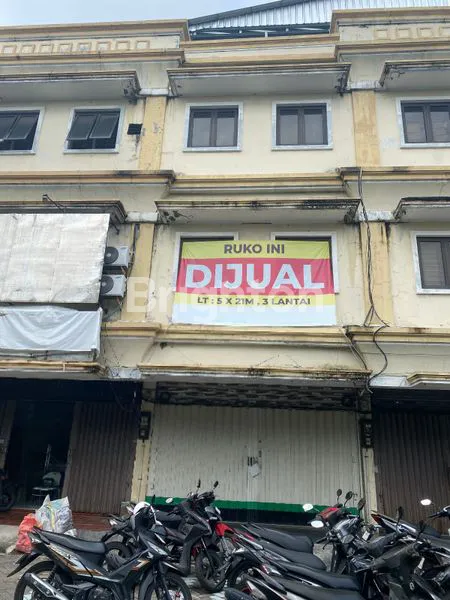 RUKO INI
DIJUAL
LT : 5 X 21M , 3 LANTAI